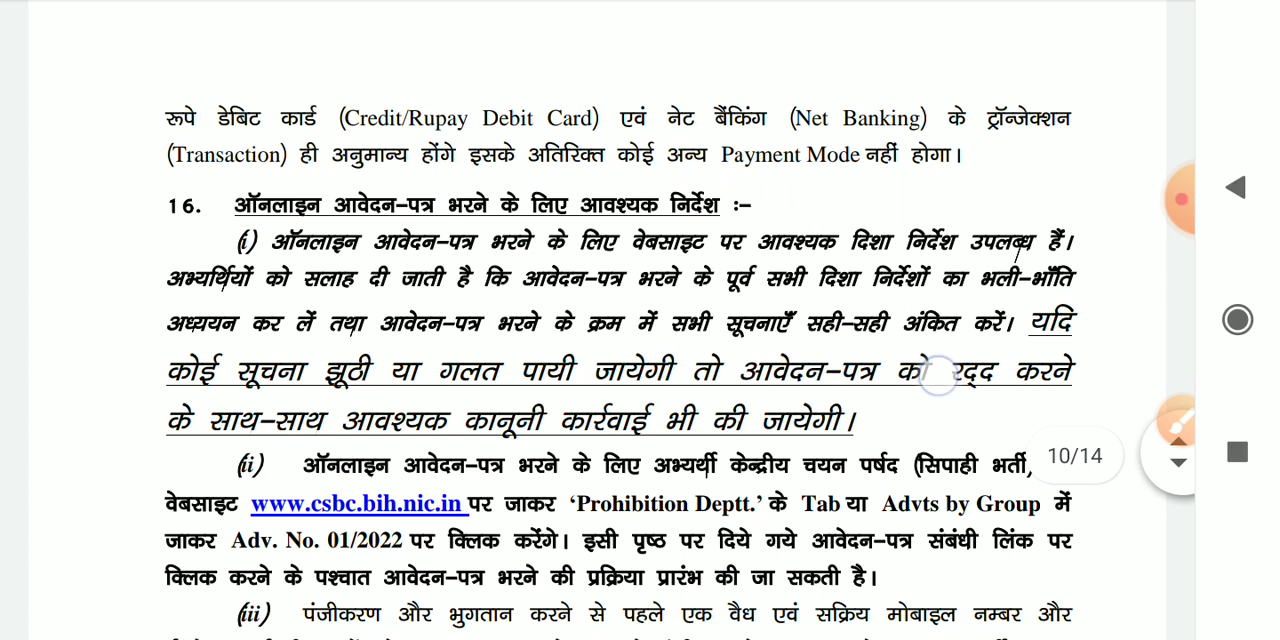 रूपे डेबिट कार्ड (Credit/Rupay Debit Card) एवं नेट बैंकिंग (Net Banking) के ट्रॉन्जेक्शन
(Transaction) ही अनुमान्य होंगे इसके अतिरिक्त कोई अन्य Payment Mode नहीं होगा।
16. ऑनलाइन आवेदन-पत्र भरने के लिए आवश्यक निर्देश :-
(i) ऑनलाइन आवेदन-पत्र भरने के लिए वेबसाइट पर आवश्यक दिशा निर्देश उपलब्ध हैं।
अभ्यर्थियों को सलाह दी जाती है कि आवेदन-पत्र भरने के पूर्व सभी दिशा निर्देशों का भली-भाँति
अध्ययन कर लें तथा आवेदन-पत्र भरने के क्रम में सभी सूचनाएँ सही-सही अंकित करें। यदि
कोई सूचना झूठी या गलत पायी जायेगी तो आवेदन-पत्र को रद्द करने
के साथ-साथ आवश्यक कानूनी कार्रवाई भी की जायेगी।
(ii) ऑनलाइन आवेदन-पत्र भरने के लिए अभ्यर्थी केन्द्रीय चयन पर्षद (सिपाही भर्ती,
10/14
वेबसाइट www.csbc.bih.nic.in पर जाकर ‘Prohibition Deptt.’ के Tab या Advts by Group में
जाकर Adv. No. 01/2022 पर क्लिक करेंगे। इसी पृष्ठ पर दिये गये आवेदन-पत्र संबंधी लिंक पर
क्लिक करने के पश्चात आवेदन-पत्र भरने की प्रक्रिया प्रारंभ की जा सकती है।
(iii) पंजीकरण और भुगतान करने से पहले एक वैध एवं सक्रिय मोबाइल नम्बर और